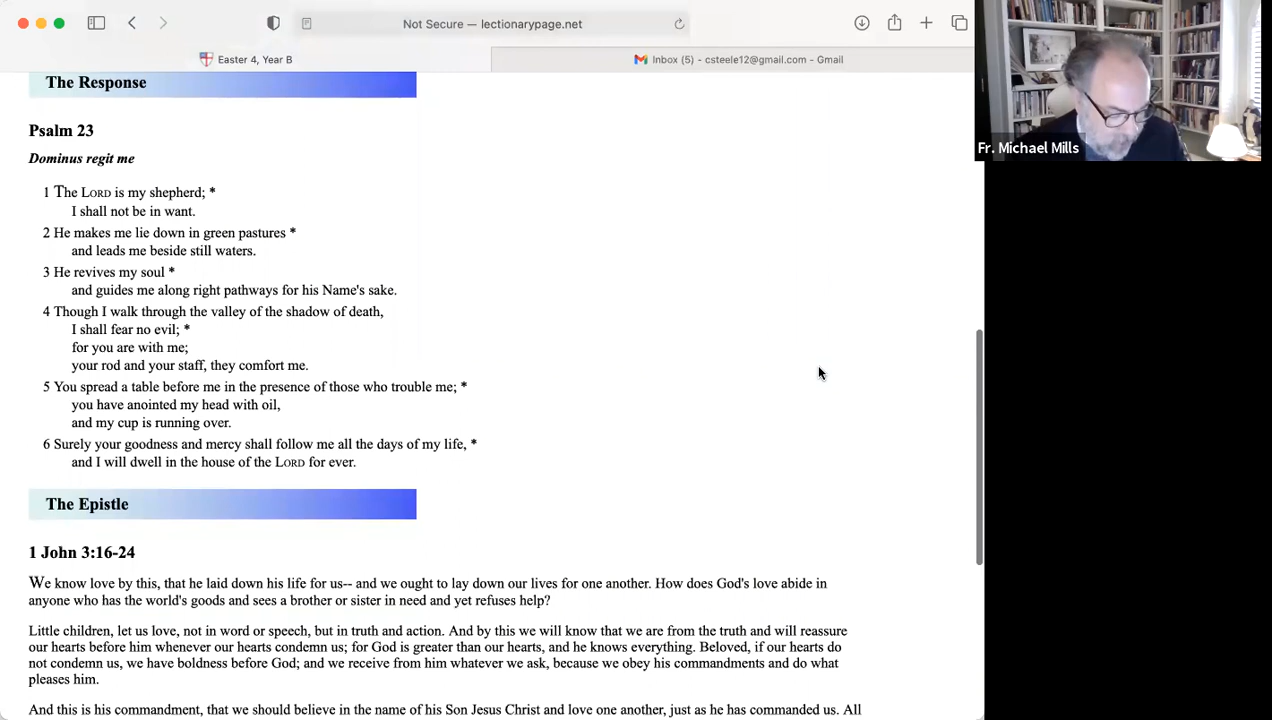 Not Secure — lectionarypage.net
Easter 4, Year B
Inbox (5) - csteele12@gmail.com - Gmail
Fr. Michael Mills
The Response
Psalm 23
Dominus regit me
1 The LORD is my shepherd; *
I shall not be in want.
2 He makes me lie down in green pastures *
and leads me beside still waters.
3 He revives my soul *
and guides me along right pathways for his Name's sake.
4 Though I walk through the valley of the shadow of death,
I shall fear no evil; *
for you are with me;
your rod and your staff, they comfort me.
5 You spread a table before me in the presence of those who trouble me; *
you have anointed my head with oil,
and my cup is running over.
6 Surely your goodness and mercy shall follow me all the days of my life, *
and I will dwell in the house of the LORD for ever.
The Epistle
1 John 3:16-24
We know love by this, that he laid down his life for us-- and we ought to lay down our lives for one another. How does God's love abide in
anyone who has the world's goods and sees a brother or sister in need and yet refuses help?
Little children, let us love, not in word or speech, but in truth and action. And by this we will know that we are from the truth and will reassure
our hearts before him whenever our hearts condemn us; for God is greater than our hearts, and he knows everything. Beloved, if our hearts do
not condemn us, we have boldness before God; and we receive from him whatever we ask, because we obey his commandments and do what
pleases him.
And this is his commandment, that we should believe in the name of his Son Jesus Christ and love one another, just as he has commanded us. All